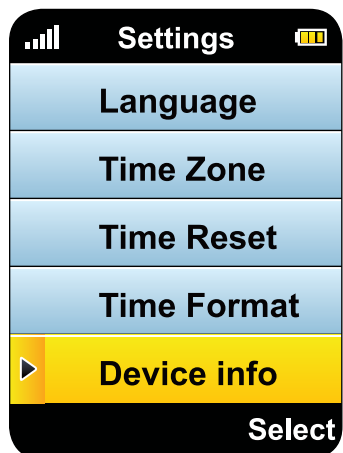 Settings
Language
Time Zone
Time Reset
Time Format
Device info
Select